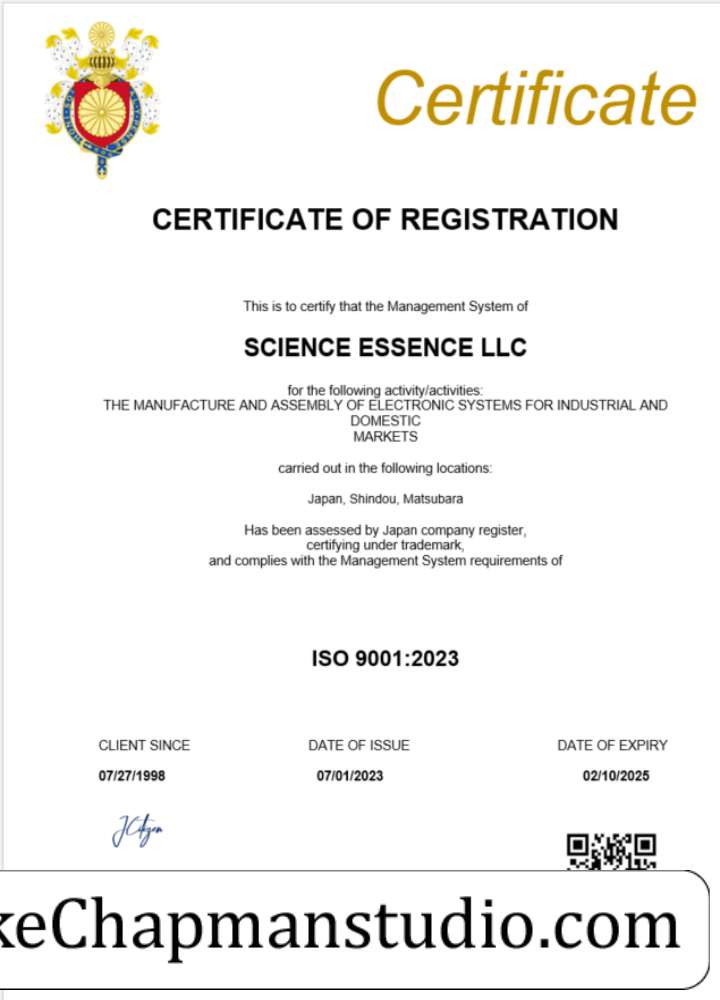 Certificate
CERTIFICATE OF REGISTRATION
This is to certify that the Management System of
SCIENCE ESSENCE LLC
for the following activity/activities:
THE MANUFACTURE AND ASSEMBLY OF ELECTRONIC SYSTEMS FOR INDUSTRIAL AND
DOMESTIC
MARKETS
carried out in the following locations:
Japan, Shindou, Matsubara
Has been assessed by Japan company register,
certifying under trademark,
and complies with the Management System requirements of
ISO 9001:2023
CLIENT SINCE DATE OF ISSUE DATE OF EXPIRY
07/27/1998 07/01/2023 02/10/2025
JCitizen
keChapmanstudio.com